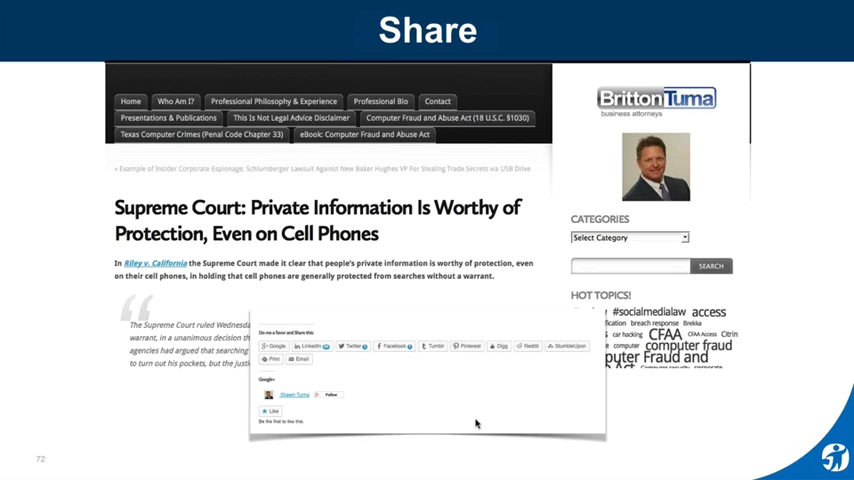 Share
Home Who Am I? Professional Philosophy & Experience Professional Bio Contact
Presentations & Publications This Is Not Legal Advice Disclaimer Computer Fraud and Abuse Act (18 U.S.C. §1030)
Texas Computer Crimes (Penal Code Chapter 33) eBook: Computer Fraud and Abuse Act
BrittonTuma
business attorneys
« Example of Insider Corporate Espionage: Schlumberger Lawsuit Against New Baker Hughes VP For Stealing Trade Secrets via USB Drive
Supreme Court: Private Information Is Worthy of
Protection, Even on Cell Phones
In Riley v. California the Supreme Court made it clear that people's private information is worthy of protection, even
on their cell phones, in holding that cell phones are generally protected from searches without a warrant.
The Supreme Court ruled Wednesda
warrant, in a unanimous decision th
agencies had argued that searching
to turn out his pockets, but the justi
Do me a favor and Share this:
Google LinkedIn Twitter Facebook Tumblr Pinterest Digg Reddit StumbleUpon
Print Email
Google+
Shawn Tuma Follow
Like
Be the first to like this.
CATEGORIES
Select Category
SEARCH
HOT TOPICS!
#socialmedialaw access
fication breach response Brekka
s car hacking CFAA CFAA Access Citrin
computer computer fraud
puter Fraud and
Act Computer security corporate
72